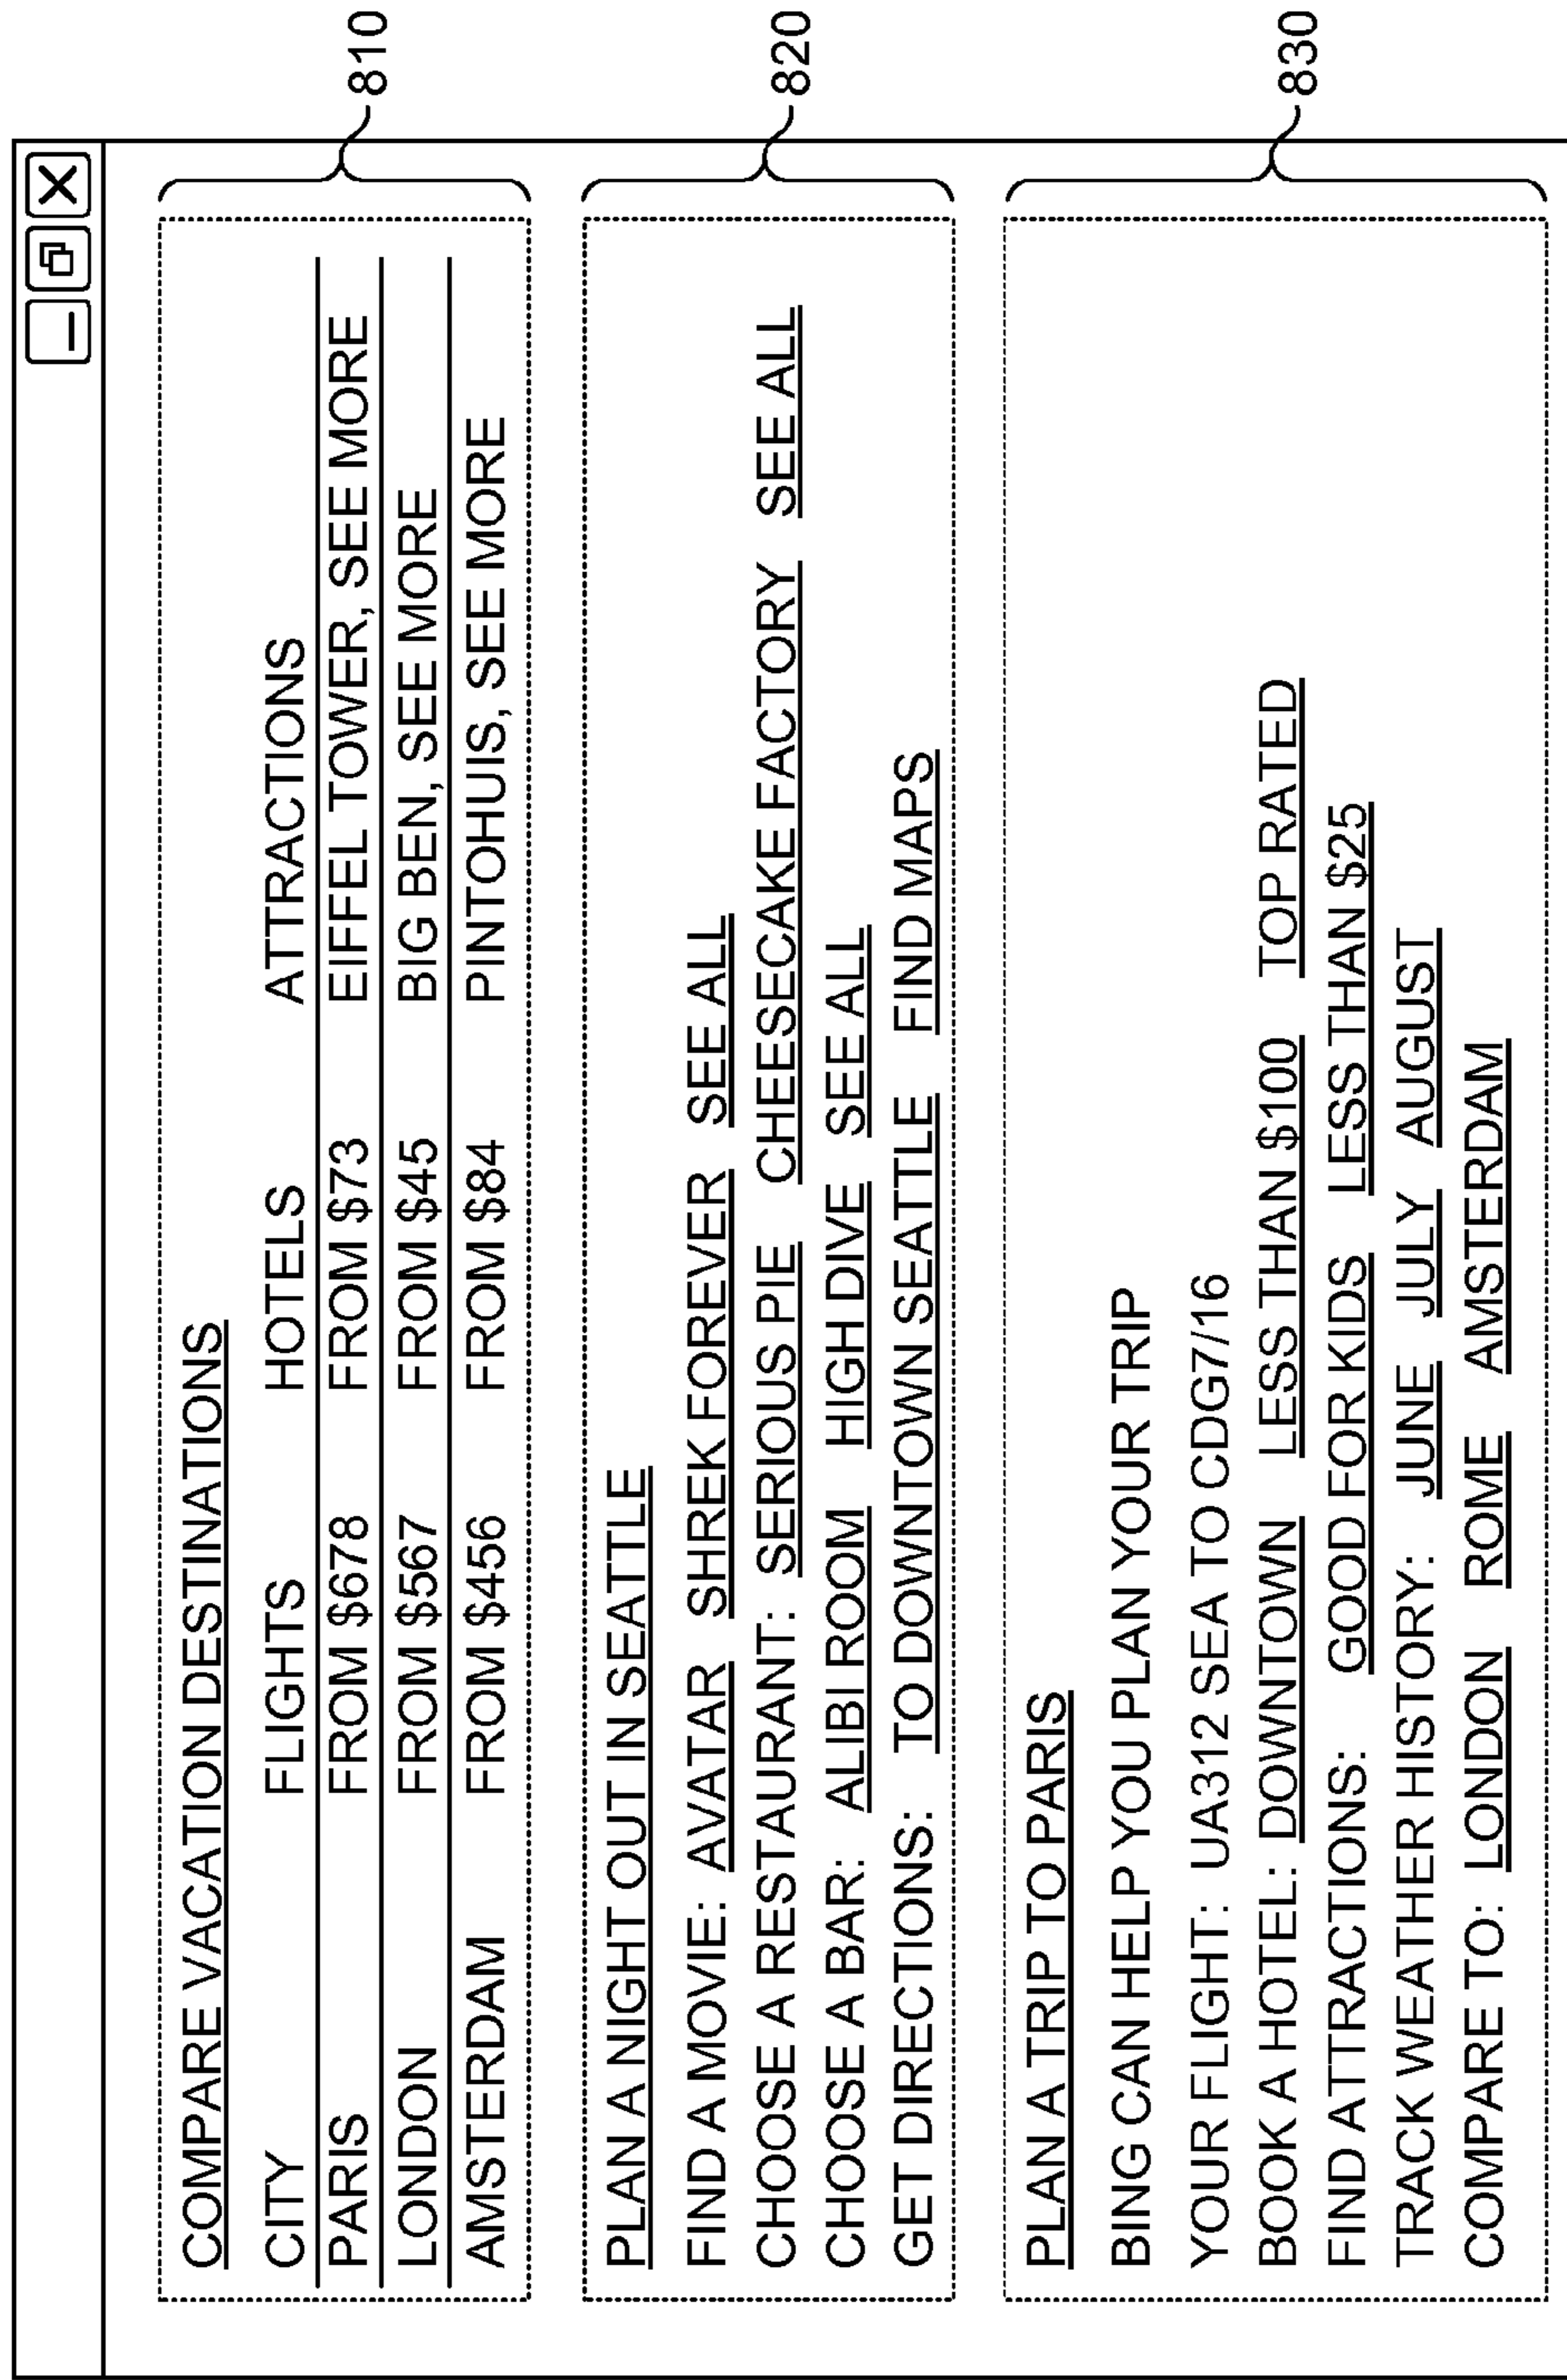 COMPARE VACATION DESTINATIONS
CITY FLIGHTS HOTELS ATTRACTIONS
PARIS FROM $678 FROM $73 EIFFEL TOWER, SEE MORE
LONDON FROM $567 FROM $45 BIG BEN, SEE MORE
AMSTERDAM FROM $456 FROM $84 PINTOHUIS, SEE MORE
810
PLAN A NIGHT OUT IN SEATTLE
FIND A MOVIE: AVATAR SHREK FOREVER SEE ALL
CHOOSE A RESTAURANT: SERIOUS PIE CHEESECAKE FACTORY SEE ALL
CHOOSE A BAR: ALIBI ROOM HIGH DIVE SEE ALL
GET DIRECTIONS: TO DOWNTOWN SEATTLE FIND MAPS
820
PLAN A TRIP TO PARIS
BING CAN HELP YOU PLAN YOUR TRIP
YOUR FLIGHT: UA312 SEA TO CDG7/16
BOOK A HOTEL: DOWNTOWN LESS THAN $100 TOP RATED
FIND ATTRACTIONS: GOOD FOR KIDS LESS THAN $25
TRACK WEATHER HISTORY: JUNE JULY AUGUST
COMPARE TO: LONDON ROME AMSTERDAM
830